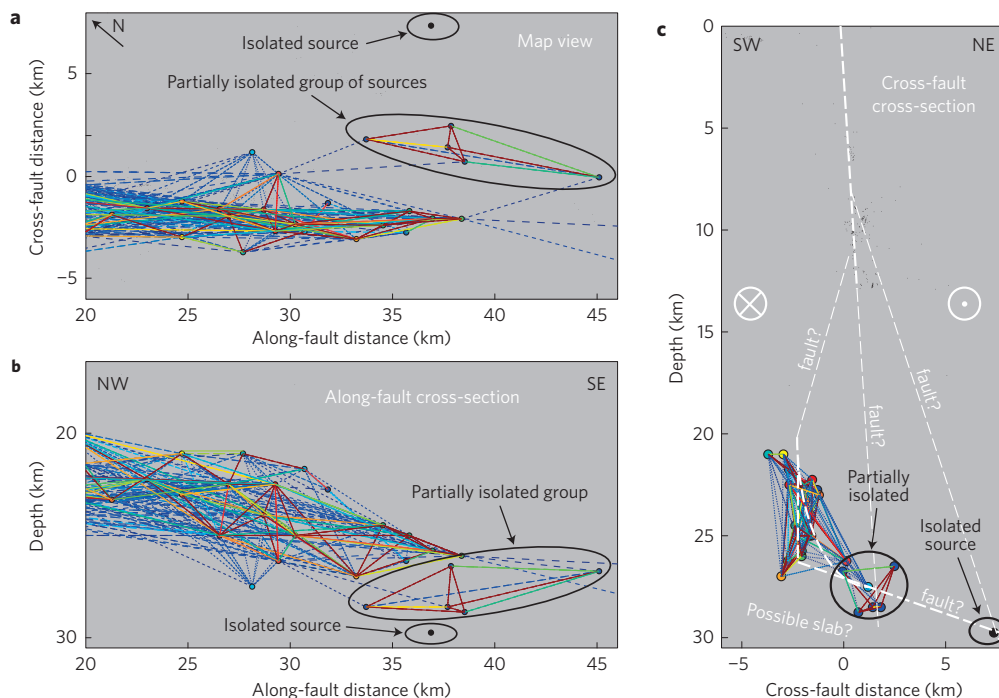 a
N
Isolated source
Map view
Partially isolated group of sources
5
0
−5
Cross-fault distance (km)
20 25 30 35 40 45
Along-fault distance (km)
b
NW SE
Along-fault cross-section
Partially isolated group
Isolated source
20
25
30
Depth (km)
20 25 30 35 40 45
Along-fault distance (km)
c
SW NE
Cross-fault
cross-section
0
5
10
15
20
25
30
Depth (km)
fault?
fault?
fault?
Partially
isolated
Isolated
source
fault?
Possible slab?
−5 0 5
Cross-fault distance (km)